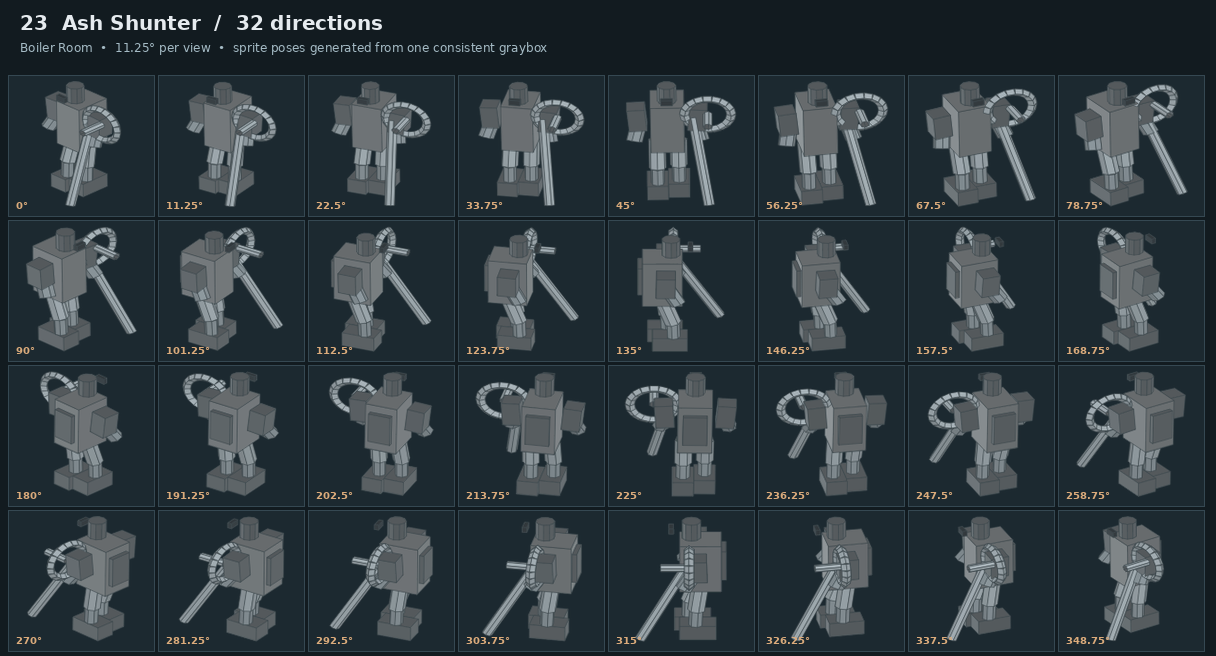 23 Ash Shunter / 32 directions
Boiler Room • 11.25° per view • sprite poses generated from one consistent graybox
0° 11.25° 22.5° 33.75° 45° 56.25° 67.5° 78.75°
90° 101.25° 112.5° 123.75° 135° 146.25° 157.5° 168.75°
180° 191.25° 202.5° 213.75° 225° 236.25° 247.5° 258.75°
270° 281.25° 292.5° 303.75° 315° 326.25° 337.5° 348.75°